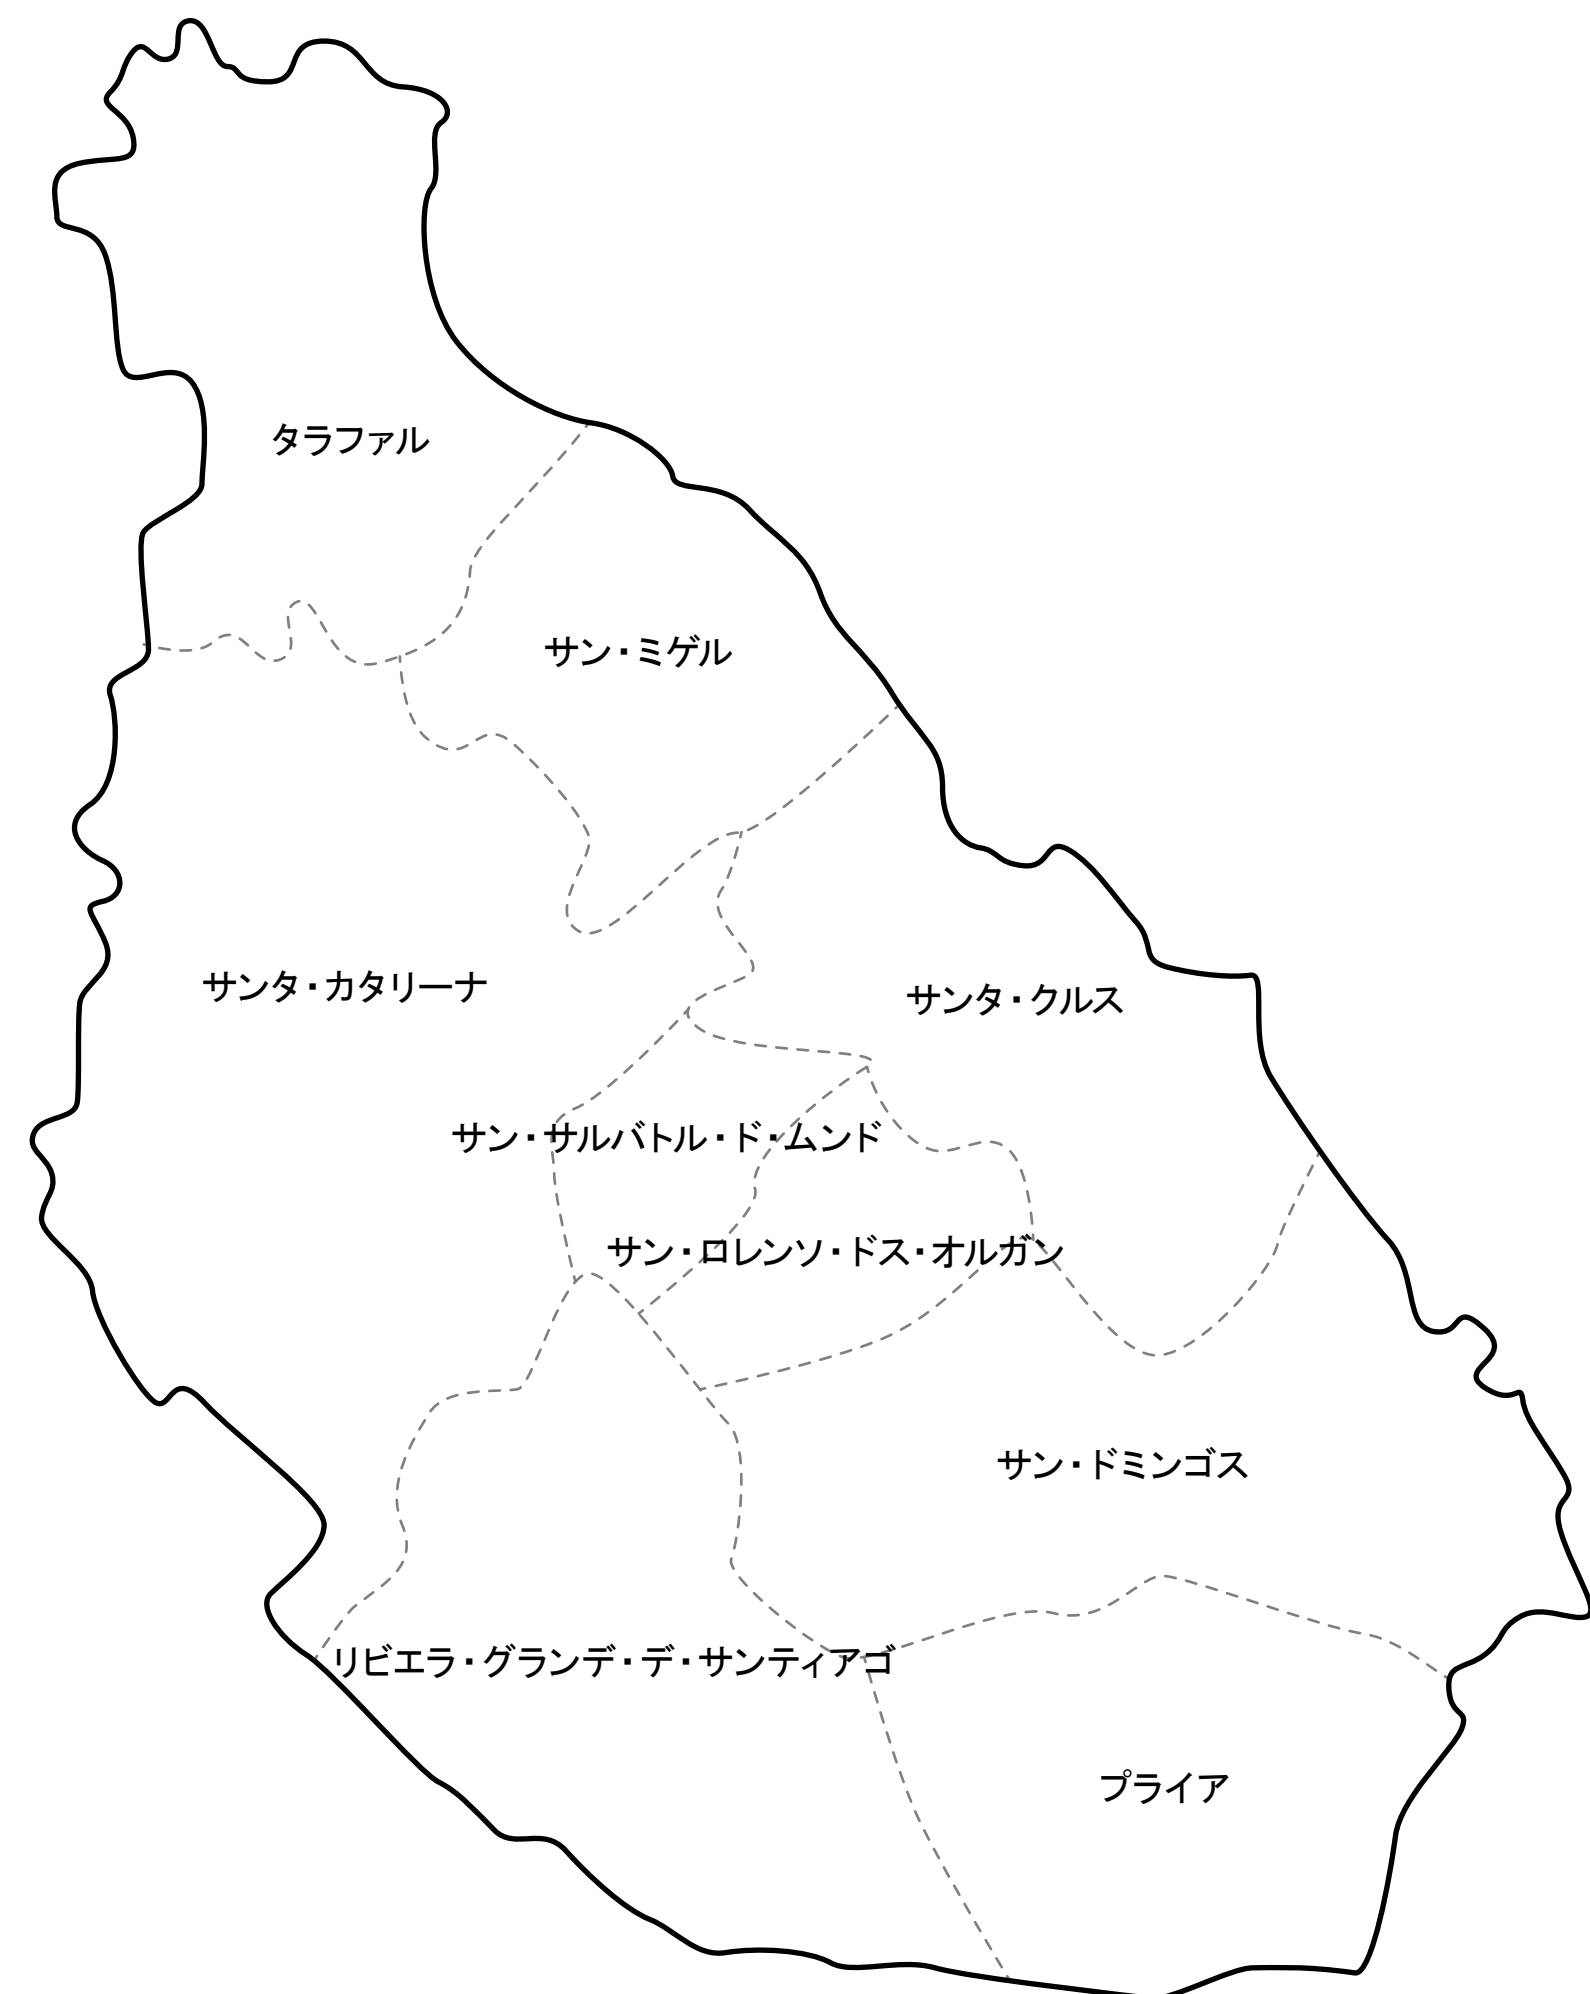 タラファル
サン・ミゲル
サンタ・カタリーナ
サンタ・クルス
サン・サルバトル・ド・ムンド
サン・ロレンソ・ドス・オルガン
サン・ドミンゴス
リビエラ・グランデ・デ・サンティアゴ
プライア